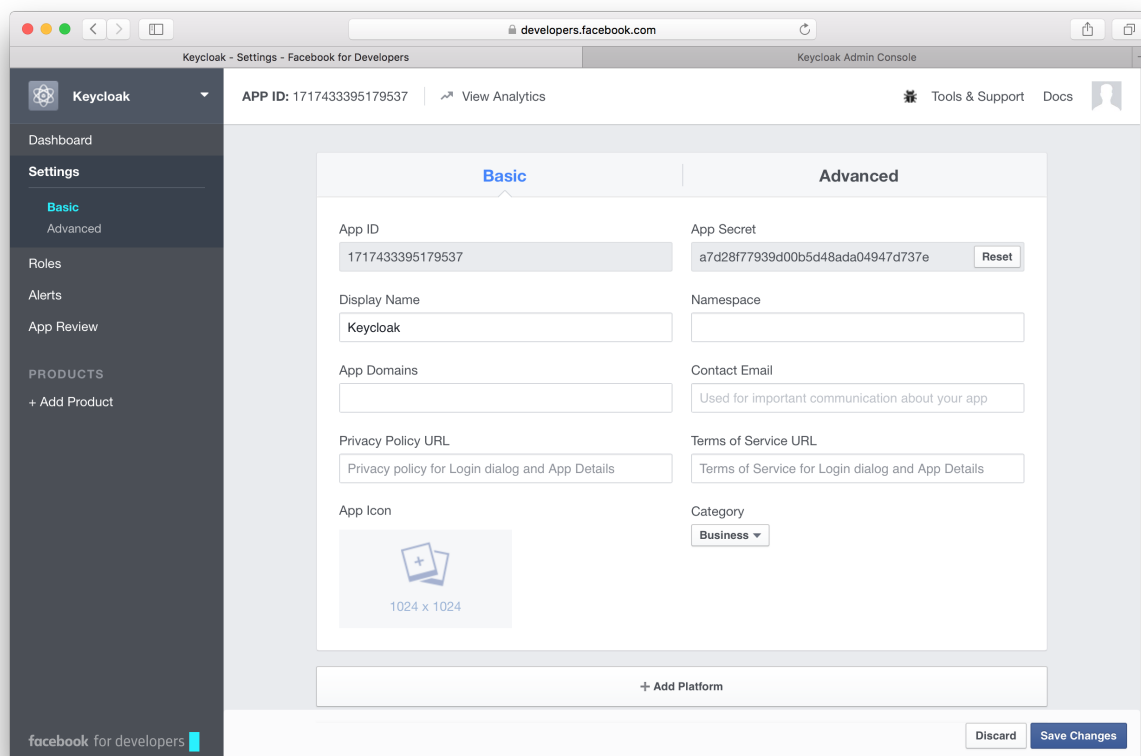 developers.facebook.com
Keycloak - Settings - Facebook for Developers
Keycloak Admin Console
Keycloak
APP ID: 1717433395179537
View Analytics
Tools & Support
Docs
Dashboard
Settings
Basic
Advanced
Roles
Alerts
App Review
PRODUCTS
+ Add Product
facebook for developers
Basic
Advanced
App ID
1717433395179537
App Secret
a7d28f77939d00b5d48ada04947d737e
Reset
Display Name
Keycloak
Namespace
App Domains
Contact Email
Used for important communication about your app
Privacy Policy URL
Privacy policy for Login dialog and App Details
Terms of Service URL
Terms of Service for Login dialog and App Details
App Icon
1024 x 1024
Category
Business
+ Add Platform
Discard
Save Changes